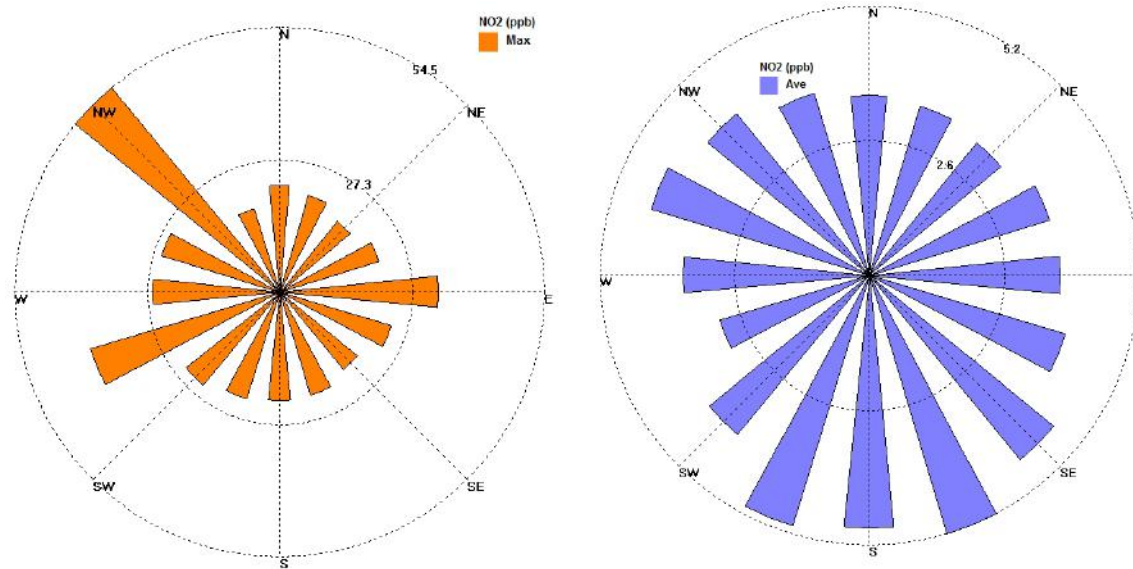 NO2 (ppb)
Max
N
NW
NE
54.5
27.3
W
E
SW
SE
S
NO2 (ppb)
Ave
N
NW
NE
5.2
2.6
W
SW
SE
S